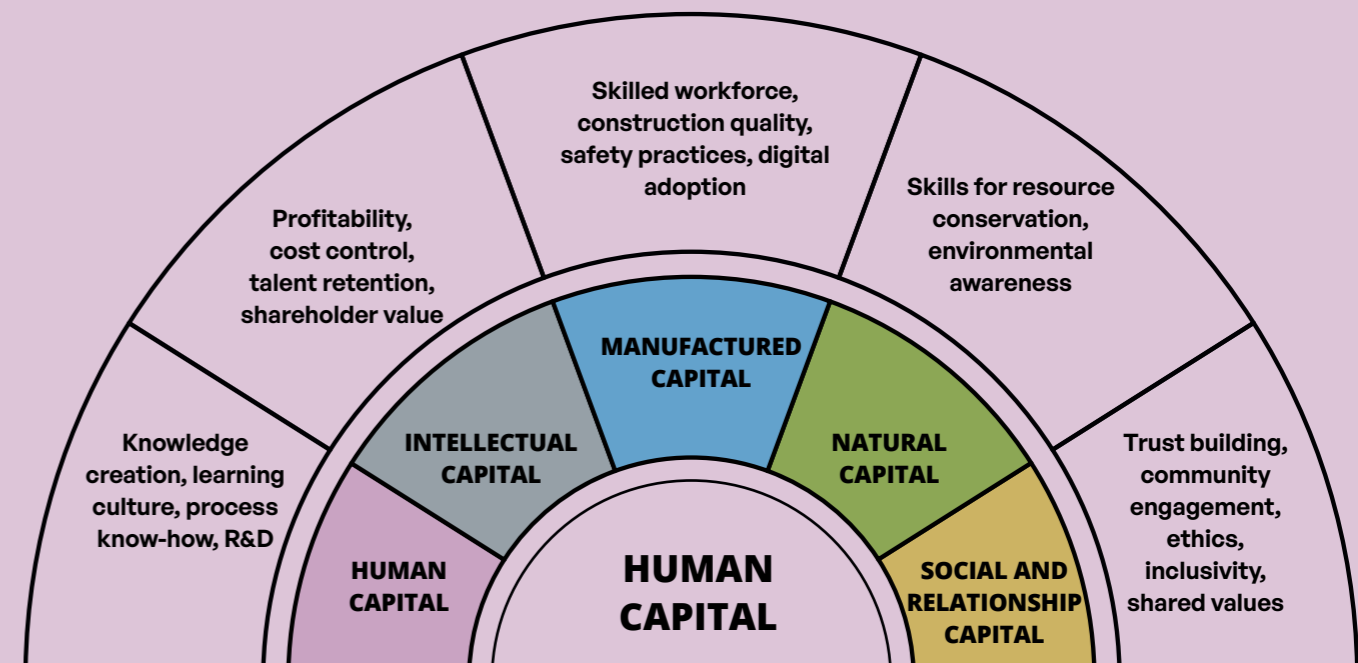 Skilled workforce,
construction quality,
safety practices, digital
adoption
Profitability,
cost control,
talent retention,
shareholder value
Skills for resource
conservation,
environmental
awareness
Knowledge
creation, learning
culture, process
know-how, R&D
Trust building,
community
engagement,
ethics,
inclusivity,
shared values
HUMAN
CAPITAL
INTELLECTUAL
CAPITAL
MANUFACTURED
CAPITAL
NATURAL
CAPITAL
SOCIAL AND
RELATIONSHIP
CAPITAL
HUMAN
CAPITAL